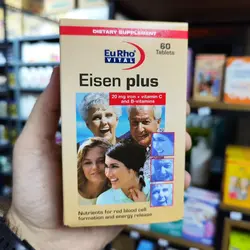 DIETARY SUPPLEMENT
EuRho®
VITAL
60
Tablets
Eisen plus
20 mg iron + vitamin C
and B-vitamins
Nutrients for red blood cell
formation and energy release